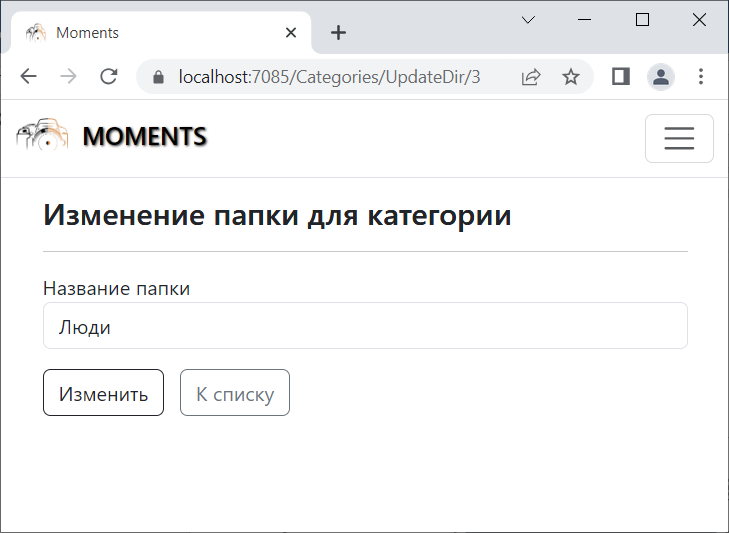 Moments
localhost:7085/Categories/UpdateDir/3
MOMENTS
Изменение папки для категории
Название папки
Люди
Изменить К списку